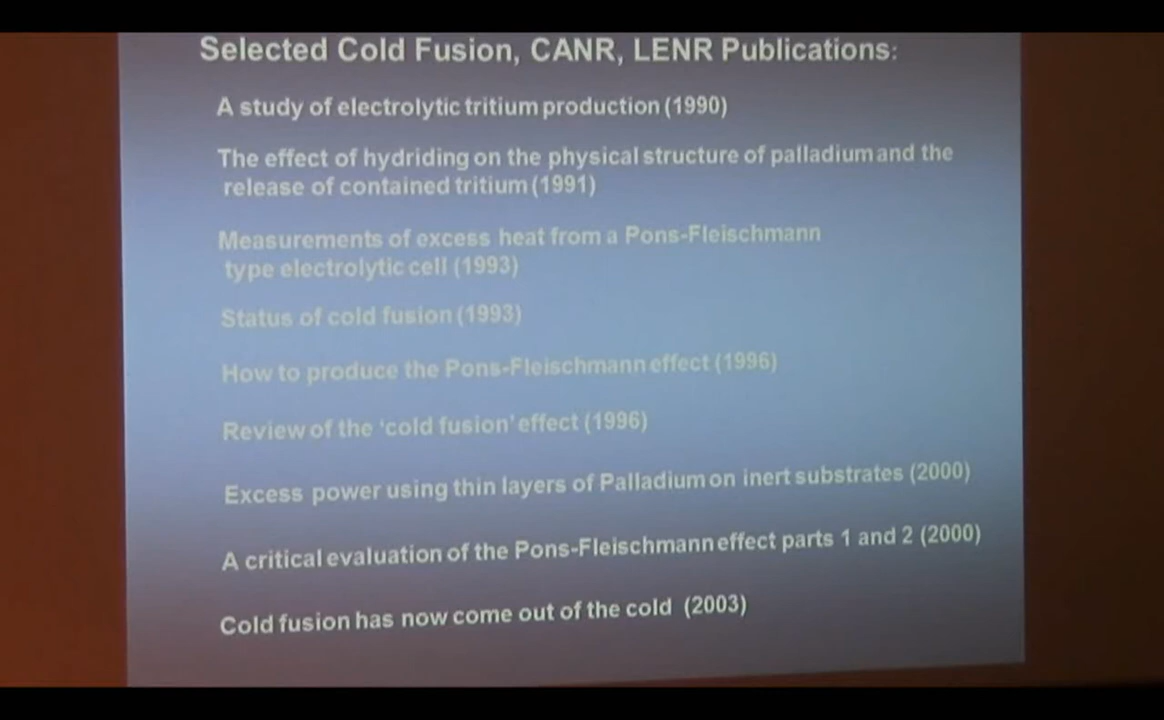 Selected Cold Fusion, CANR, LENR Publications:
A study of electrolytic tritium production (1990)
The effect of hydriding on the physical structure of palladium and the
release of contained tritium (1991)
Measurements of excess heat from a Pons-Fleischmann
type electrolytic cell (1993)
Status of cold fusion (1993)
How to produce the Pons-Fleischmann effect (1996)
Review of the ‘cold fusion’ effect (1996)
Excess power using thin layers of Palladium on inert substrates (2000)
A critical evaluation of the Pons-Fleischmann effect parts 1 and 2 (2000)
Cold fusion has now come out of the cold (2003)